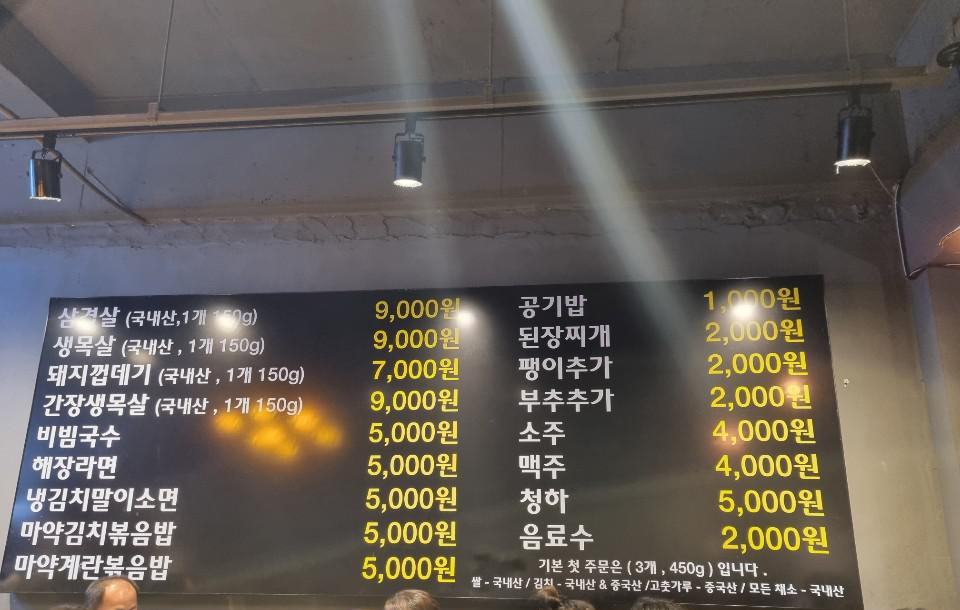 삼겹살 (국내산,1개 150g) 9,000원
생목살 (국내산 , 1개 150g) 9,000원
돼지껍데기 (국내산 , 1개 150g) 7,000원
간장생목살 (국내산 , 1개 150g) 9,000원
비빔국수 5,000원
해장라면 5,000원
냉김치말이소면 5,000원
마약김치볶음밥 5,000원
마약계란볶음밥 5,000원
공기밥 1,000원
된장찌개 2,000원
팽이추가 2,000원
부추추가 2,000원
소주 4,000원
맥주 4,000원
청하 5,000원
음료수 2,000원
기본 첫 주문은 ( 3개 , 450g ) 입니다 .
쌀 - 국내산 / 김치 - 국내산 & 중국산 /고춧가루 - 중국산 / 모든 채소 - 국내산